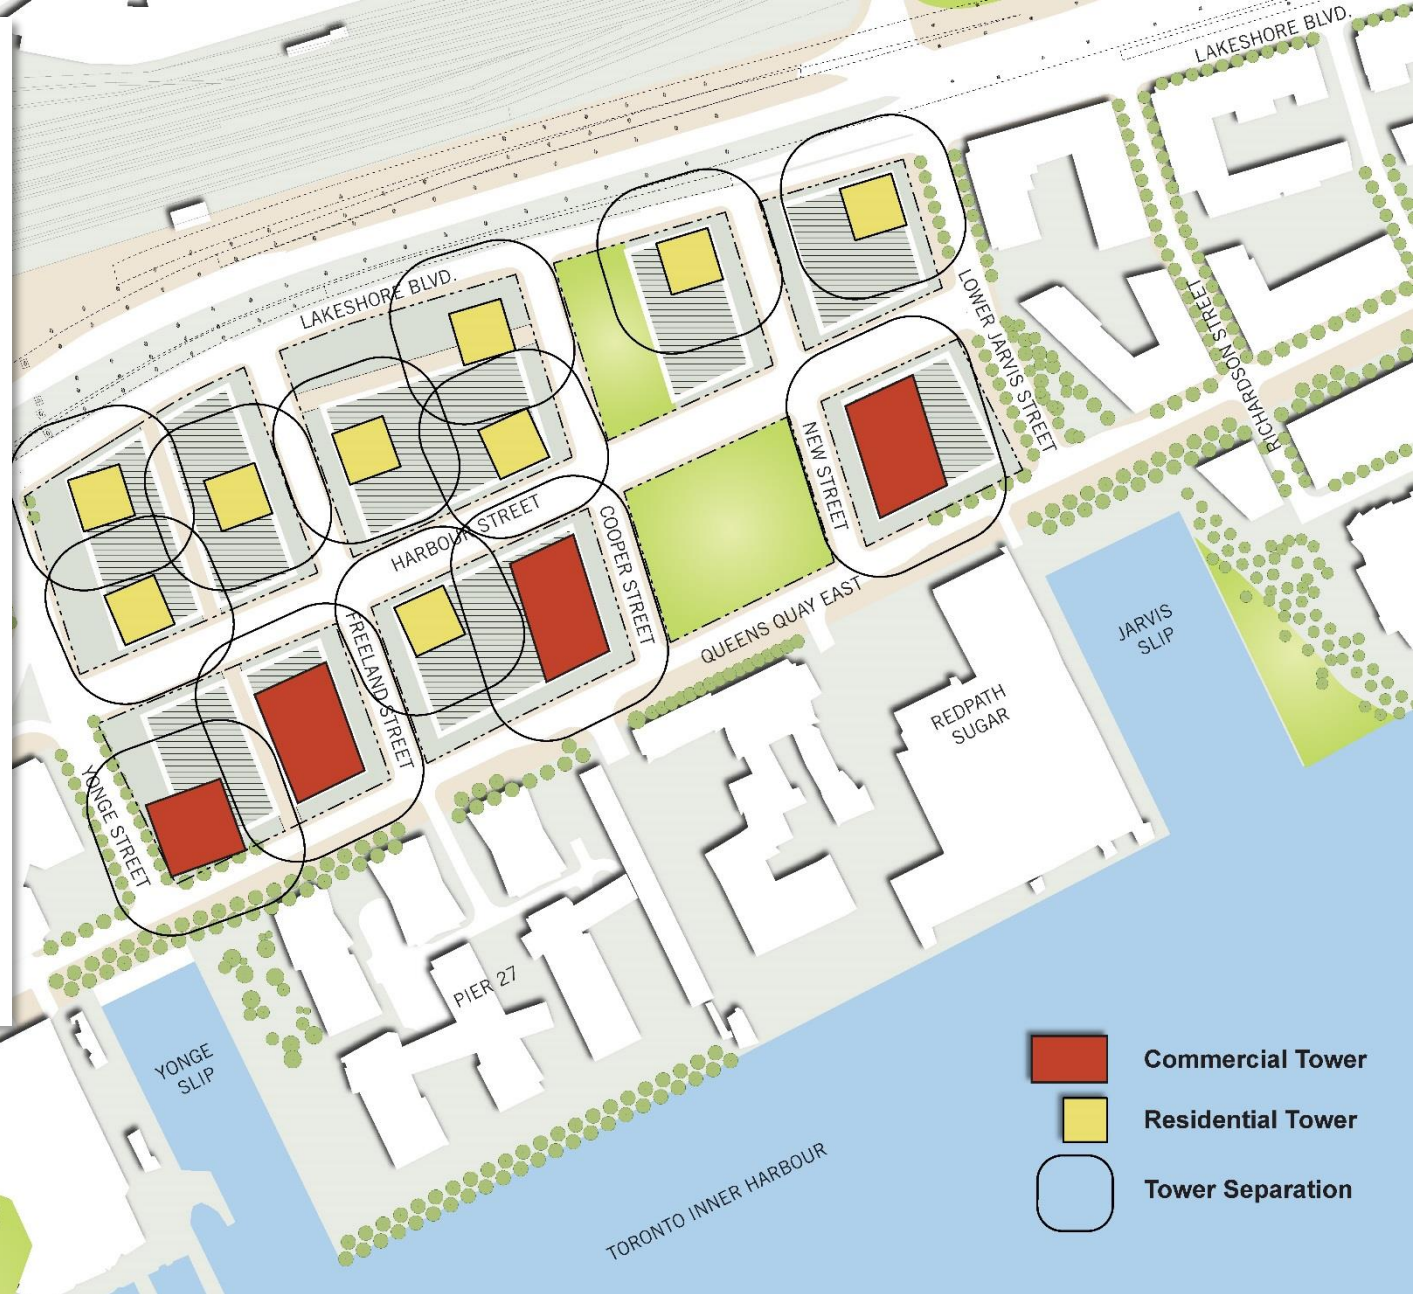 LAKESHORE BLVD.
LAKESHORE BLVD.
LOWER JARVIS STREET
RICHARDSON STREET
RICHARDSON
NEW STREET
HARBOUR STREET
COOPER STREET
QUEENS QUAY EAST
FREELAND STREET
YONGE STREET
JARVIS
SLIP
REDPATH
SUGAR
PIER 27
YONGE
SLIP
TORONTO INNER HARBOUR
Commercial Tower
Residential Tower
Tower Separation